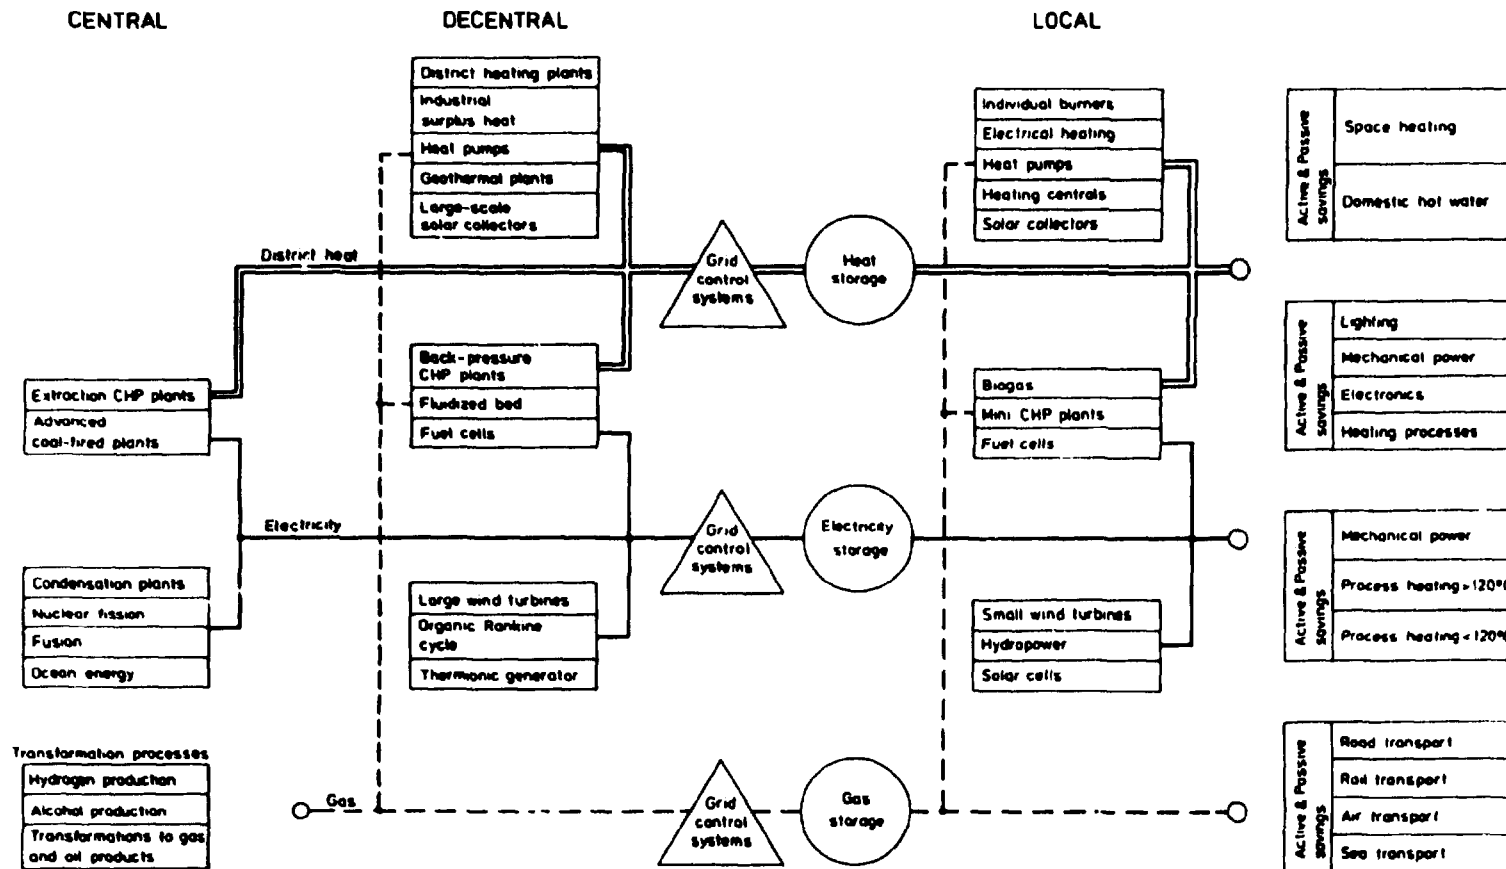 CENTRAL
DECENTRAL
LOCAL
District heating plants
Industrial
surplus heat
Heat pumps
Geothermal plants
Large-scale
solar collectors
Individual burners
Electrical heating
Heat pumps
Heating centrals
Solar collectors
Active & Passive
savings
Space heating
Domestic hot water
District heat
Grid
control
systems
Heat
storage
Extraction CHP plants
Advanced
coal-fired plants
Back-pressure
CHP plants
Fluidized bed
Fuel cells
Biogas
Mini CHP plants
Fuel cells
Active & Passive
savings
Lighting
Mechanical power
Electronics
Heating processes
Electricity
Grid
control
systems
Electricity
storage
Condensation plants
Nuclear fission
Fusion
Ocean energy
Large wind turbines
Organic Rankine
cycle
Thermionic generator
Small wind turbines
Hydropower
Solar cells
Active & Passive
savings
Mechanical power
Process heating > 120°C
Process heating < 120°C
Transformation processes
Hydrogen production
Alcohol production
Transformations to gas
and oil products
Gas
Grid
control
systems
Gas
storage
Active & Passive
savings
Road transport
Rail transport
Air transport
Sea transport